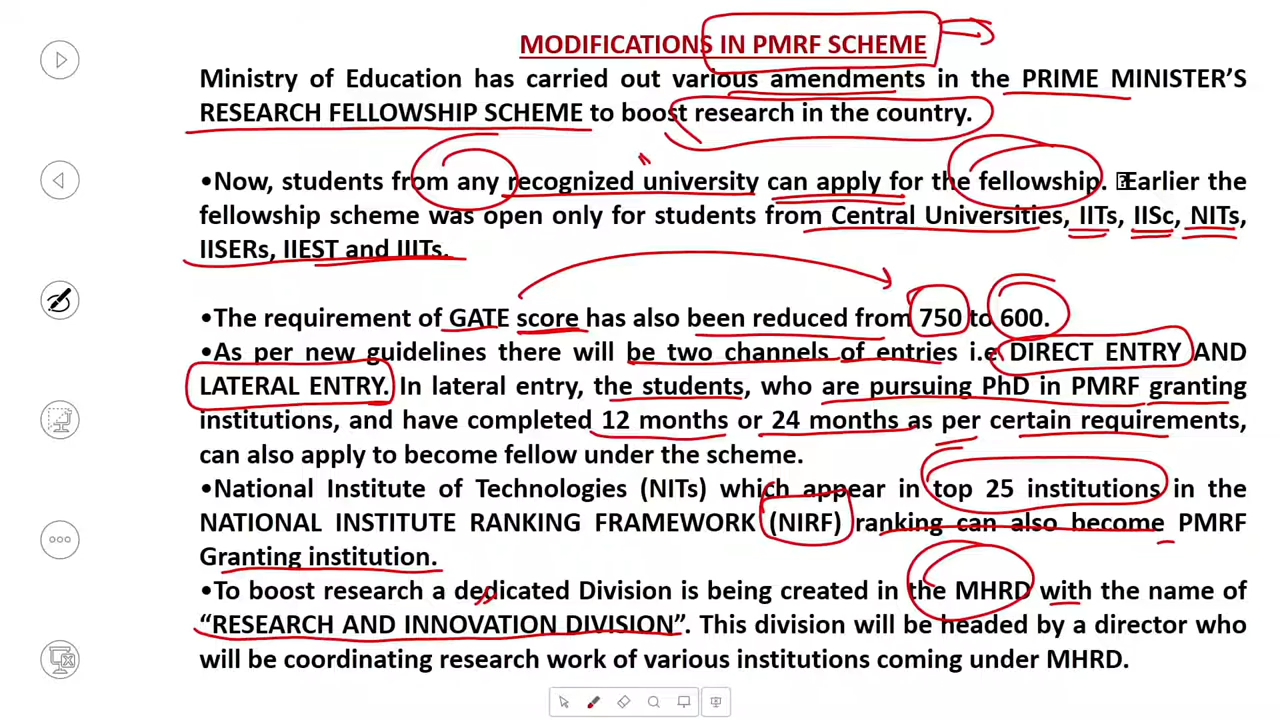 MODIFICATIONS IN PMRF SCHEME
Ministry of Education has carried out various amendments in the PRIME MINISTER'S
RESEARCH FELLOWSHIP SCHEME to boost research in the country.
•Now, students from any recognized university can apply for the fellowship. Earlier the
fellowship scheme was open only for students from Central Universities, IITs, IISc, NITs,
IISERs, IIEST and IIITs.
•The requirement of GATE score has also been reduced from 750 to 600.
•As per new guidelines there will be two channels of entries i.e DIRECT ENTRY AND
LATERAL ENTRY. In lateral entry, the students, who are pursuing PhD in PMRF granting
institutions, and have completed 12 months or 24 months as per certain requirements,
can also apply to become fellow under the scheme.
•National Institute of Technologies (NITs) which appear in top 25 institutions in the
NATIONAL INSTITUTE RANKING FRAMEWORK (NIRF) ranking can also become PMRF
Granting institution.
•To boost research a dedicated Division is being created in the MHRD with the name of
“RESEARCH AND INNOVATION DIVISION”. This division will be headed by a director who
will be coordinating research work of various institutions coming under MHRD.